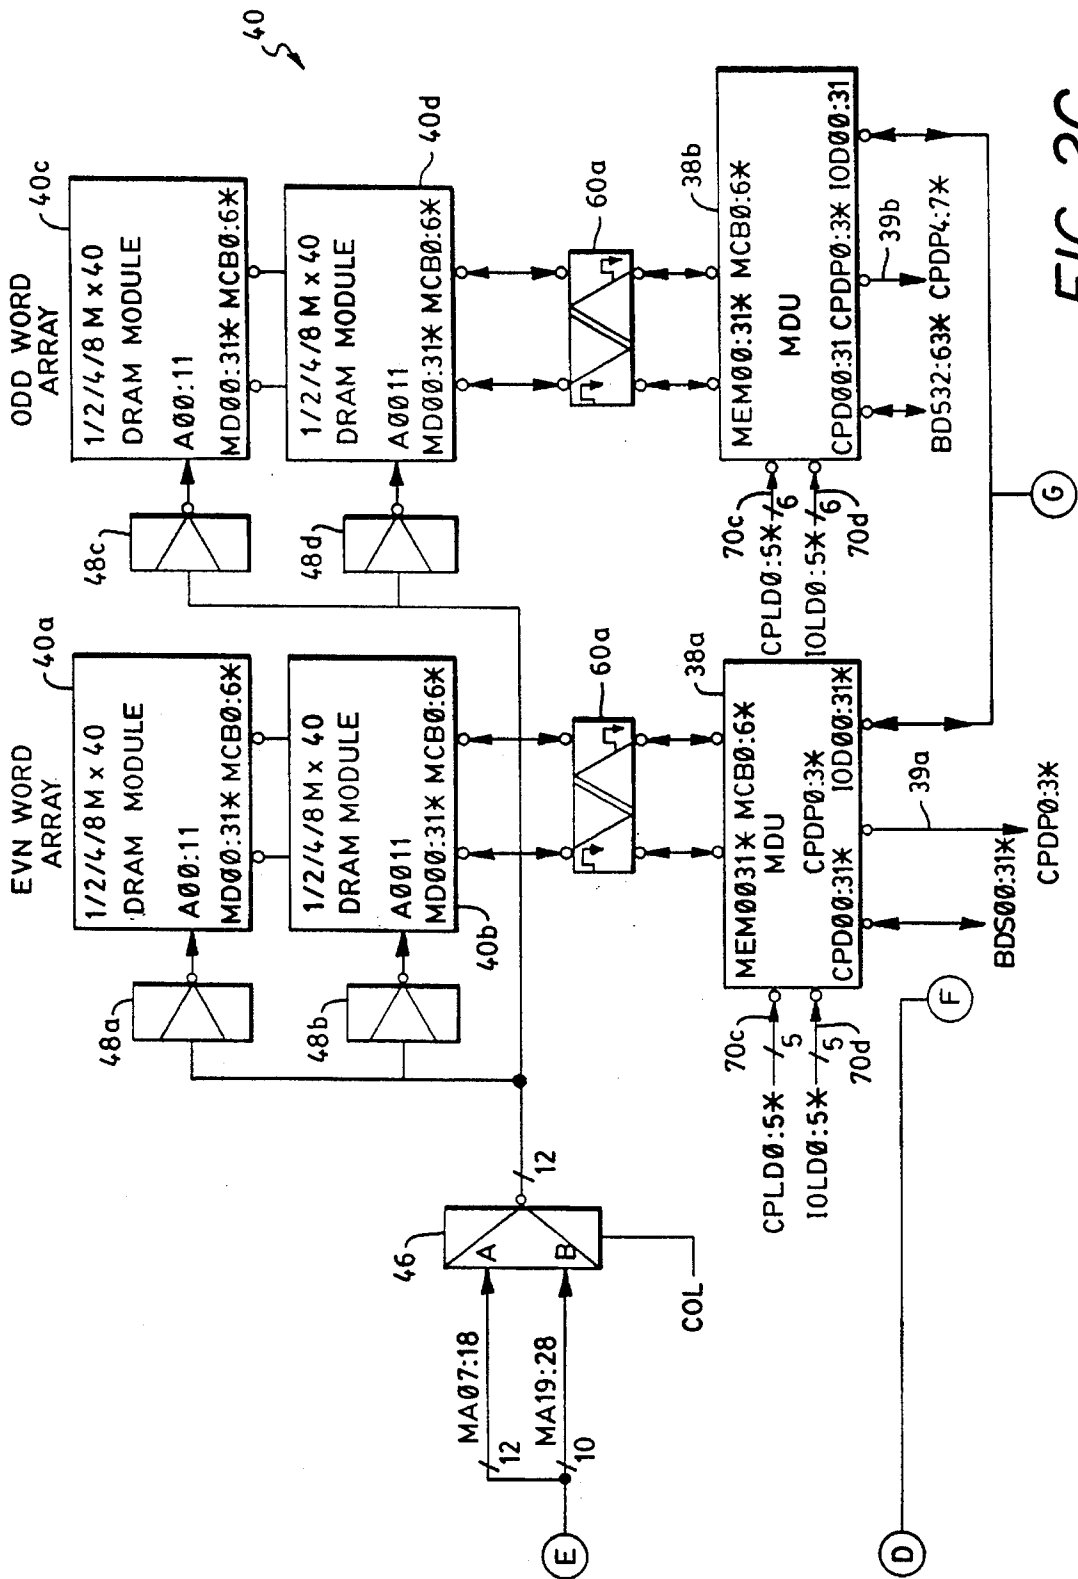 40
EVN WORD
ARRAY
40a
1/2/4/8 M x 40
DRAM MODULE
A00:11
MD00:31* MCB0:6*
48a
1/2/4/8 M x 40
DRAM MODULE
A0011
MD00:31* MCB0:6*
48b
40b
ODD WORD
ARRAY
40c
1/2/4/8 M x 40
DRAM MODULE
A00:11
MD00:31* MCB0:6*
48c
1/2/4/8 M x 40
DRAM MODULE
A0011
MD00:31* MCB0:6*
48d
40d
E
12
MA07:18
10
MA19:28
46
A
B
COL
12
60a
60a
38a
MEM0031* MCB0:6*
MDU
CPDP0:3*
CPD00:31* IOD00:31*
70c
CPLD0:5*
5
IOLD0:5*
5
70d
39a
BDS00:31*
CPDP0:3*
38b
MEM00:31* MCB0:6*
MDU
CPD00:31 CPDP0:3* IOD00:31
70c
CPLD0:5*
6
IOLD0:5*
6
70d
39b
BDS32:63* CPDP4:7*
D
F
G
FIG. 2C